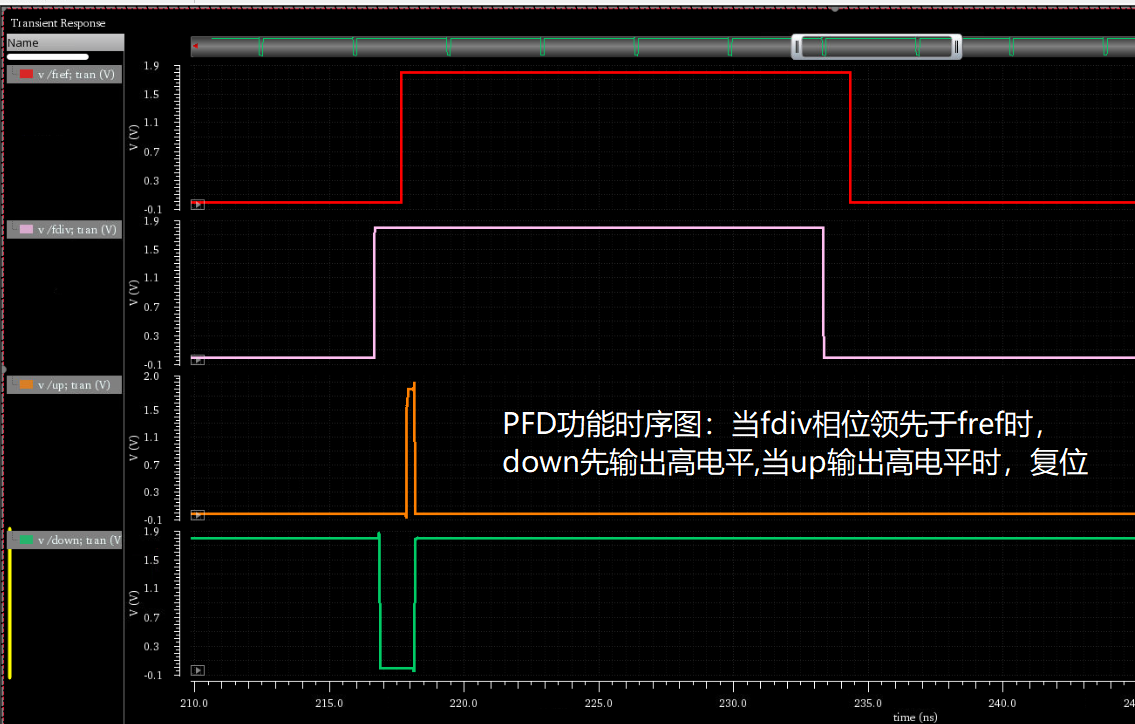 Transient Response
Name
v /fref; tran (V)
1.9
1.5
1.1
0.7
0.3
-0.1
V (V)
v /fdiv; tran (V)
1.9
1.5
1.1
0.7
0.3
-0.1
V (V)
v /up; tran (V)
2.0
1.5
1.1
0.7
0.3
-0.1
V (V)
PFD功能时序图：当fdiv相位领先于fref时，
down先输出高电平,当up输出高电平时，复位
v /down; tran (V
1.9
1.5
1.1
0.7
0.3
-0.1
V (V)
210.0 215.0 220.0 225.0 230.0 235.0 240.0 24
time (ns)